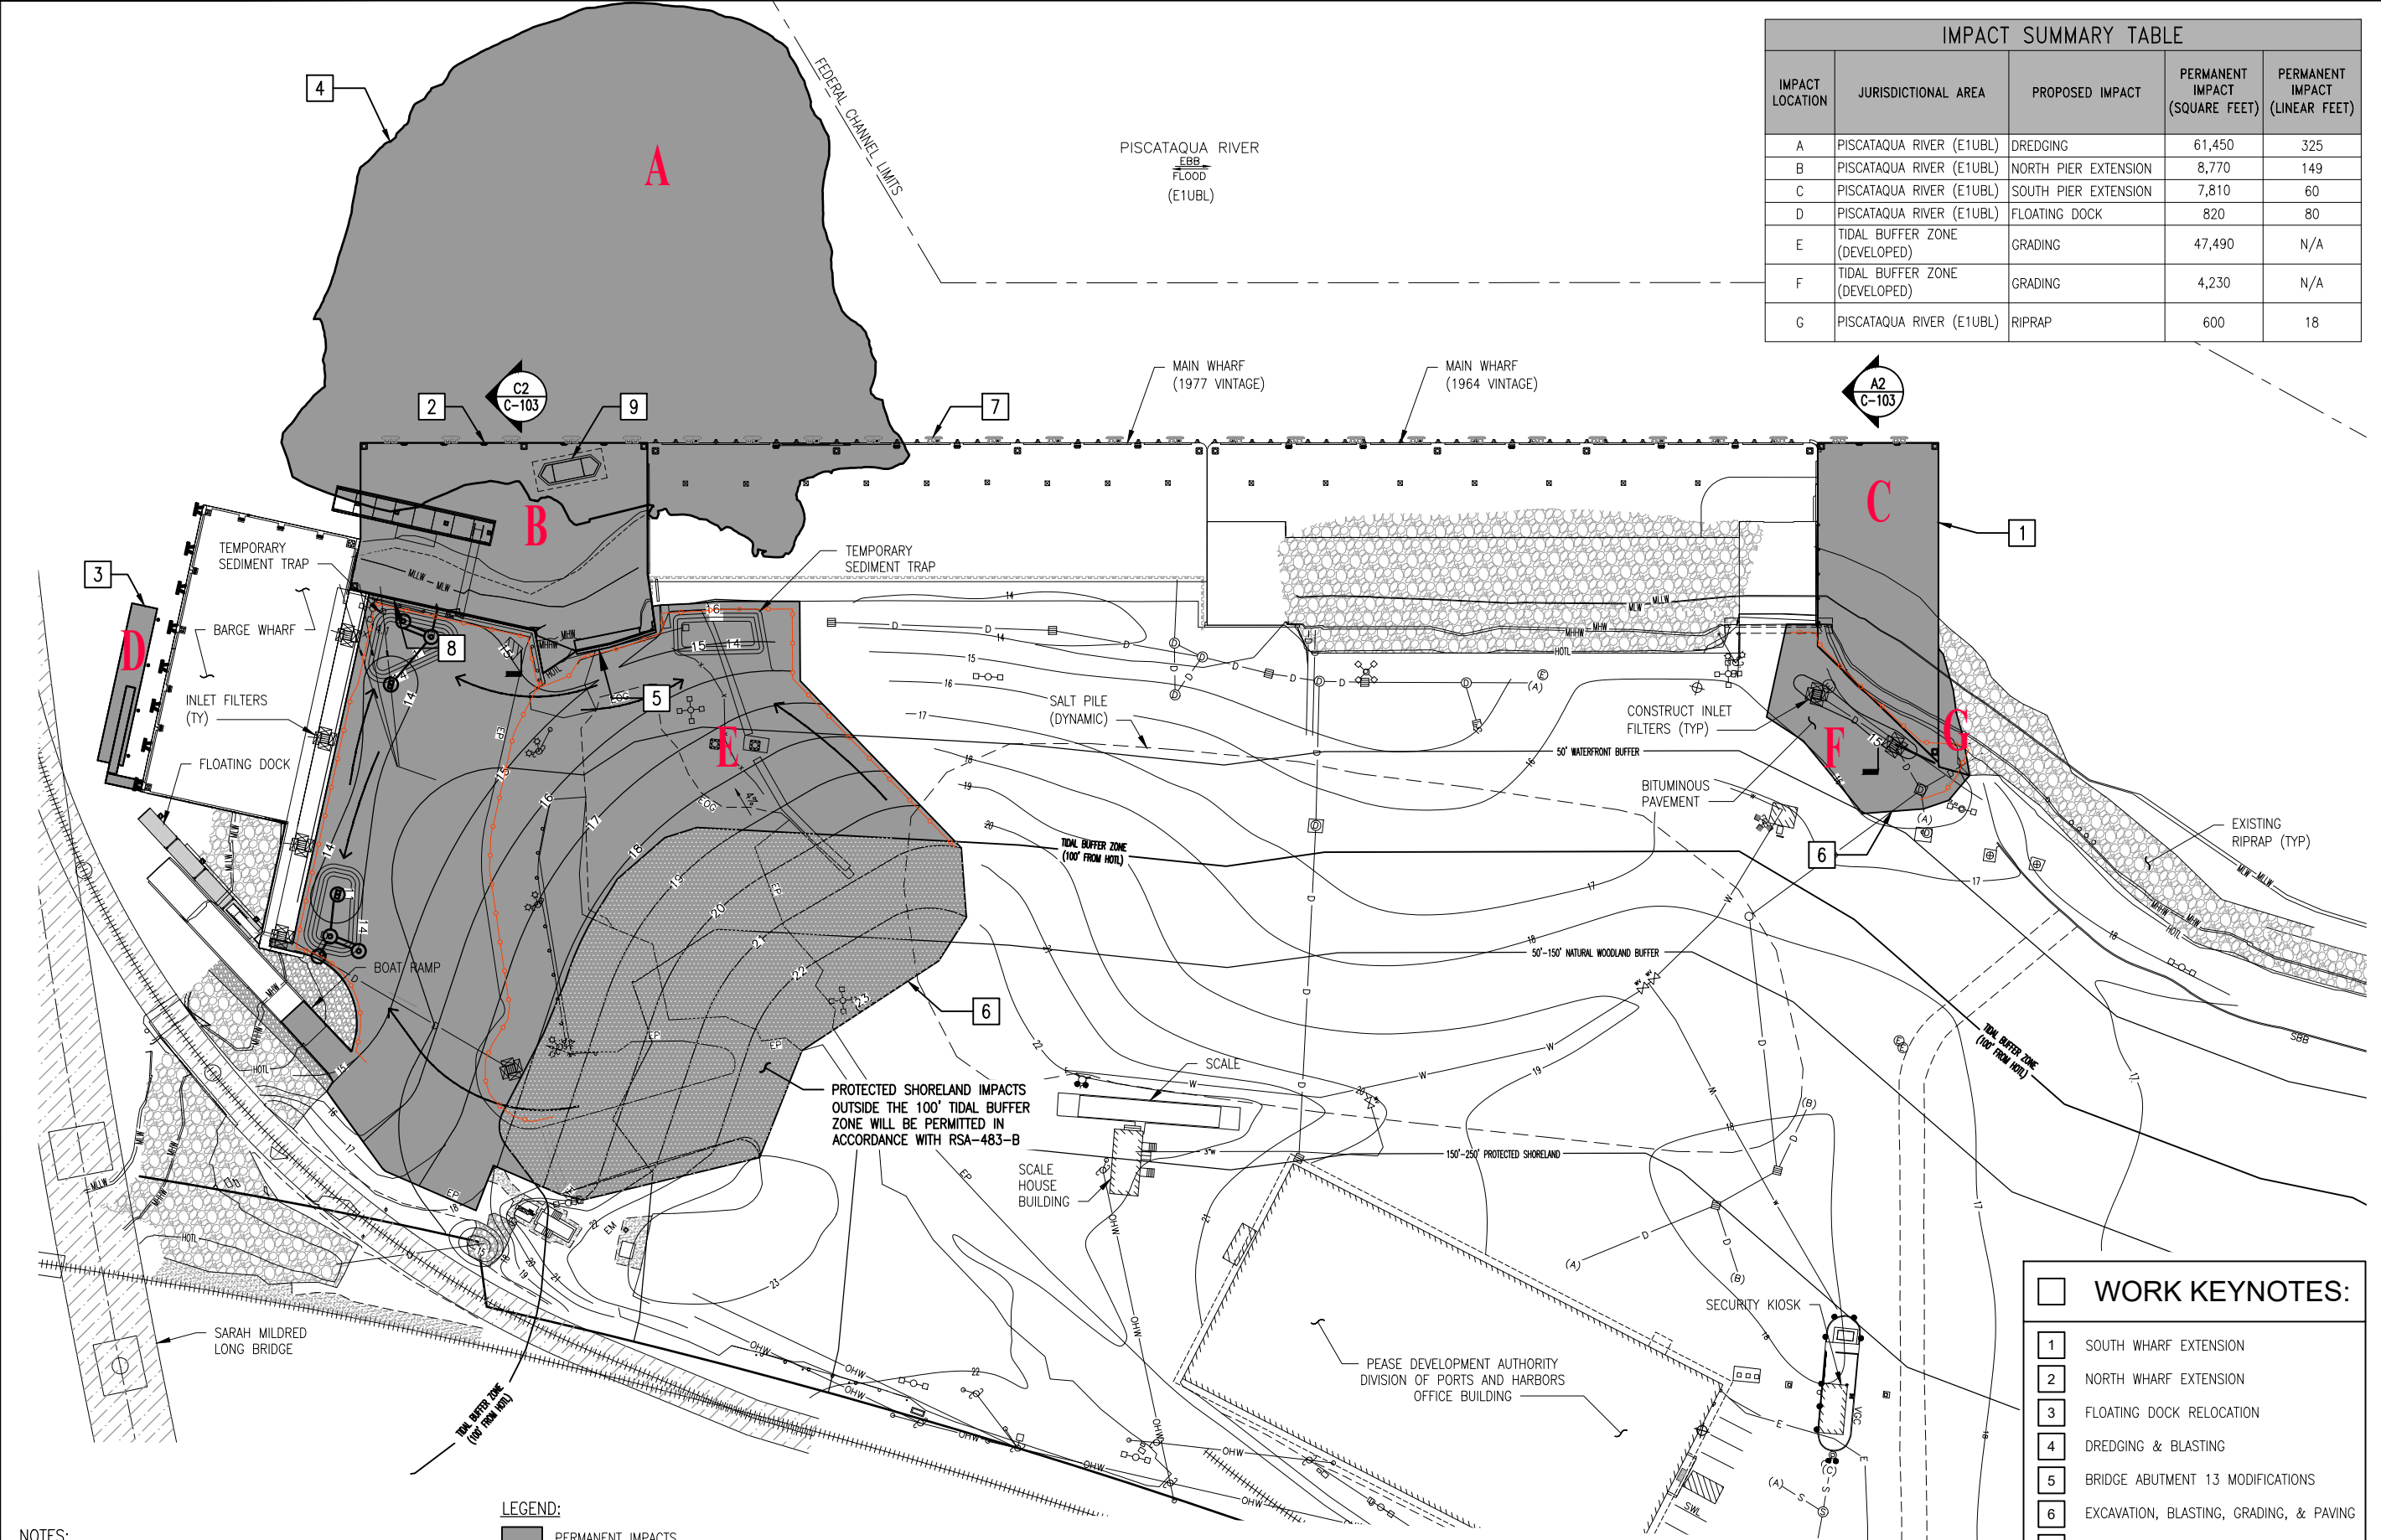 IMPACT SUMMARY TABLE
IMPACT LOCATION JURISDICTIONAL AREA PROPOSED IMPACT PERMANENT IMPACT (SQUARE FEET) PERMANENT IMPACT (LINEAR FEET)
A PISCATAQUA RIVER (E1UBL) DREDGING 61,450 325
B PISCATAQUA RIVER (E1UBL) NORTH PIER EXTENSION 8,770 149
C PISCATAQUA RIVER (E1UBL) SOUTH PIER EXTENSION 7,810 60
D PISCATAQUA RIVER (E1UBL) FLOATING DOCK 820 80
E TIDAL BUFFER ZONE (DEVELOPED) GRADING 47,490 N/A
F TIDAL BUFFER ZONE (DEVELOPED) GRADING 4,230 N/A
G PISCATAQUA RIVER (E1UBL) RIPRAP 600 18
4
A
FEDERAL CHANNEL LIMITS
PISCATAQUA RIVER
EBB
FLOOD
(E1UBL)
2
C2
C-103
9
7
MAIN WHARF
(1977 VINTAGE)
MAIN WHARF
(1964 VINTAGE)
A2
C-103
B
C
1
TEMPORARY
SEDIMENT TRAP
TEMPORARY
SEDIMENT TRAP
3
D
BARGE WHARF
MLLW
MLW
8
5
INLET FILTERS
(TY)
FLOATING DOCK
E
SALT PILE
(DYNAMIC)
CONSTRUCT INLET
FILTERS (TYP)
F
G
50' WATERFRONT BUFFER
BITUMINOUS
PAVEMENT
6
EXISTING
RIPRAP (TYP)
TIDAL BUFFER ZONE
(100' FROM HOTL)
50'-150' NATURAL WOODLAND BUFFER
BOAT RAMP
6
TIDAL BUFFER ZONE
(100' FROM HOTL)
SBB
PROTECTED SHORELAND IMPACTS
OUTSIDE THE 100' TIDAL BUFFER
ZONE WILL BE PERMITTED IN
ACCORDANCE WITH RSA-483-B
SCALE
SCALE
HOUSE
BUILDING
150'-250' PROTECTED SHORELAND
SECURITY KIOSK
SARAH MILDRED
LONG BRIDGE
PEASE DEVELOPMENT AUTHORITY
DIVISION OF PORTS AND HARBORS
OFFICE BUILDING
TIDAL BUFFER ZONE
(100' FROM HOTL)
VGC
SWL
WORK KEYNOTES:
1 SOUTH WHARF EXTENSION
2 NORTH WHARF EXTENSION
3 FLOATING DOCK RELOCATION
4 DREDGING & BLASTING
5 BRIDGE ABUTMENT 13 MODIFICATIONS
6 EXCAVATION, BLASTING, GRADING, & PAVING
LEGEND:
PERMANENT IMPACTS
NOTES: